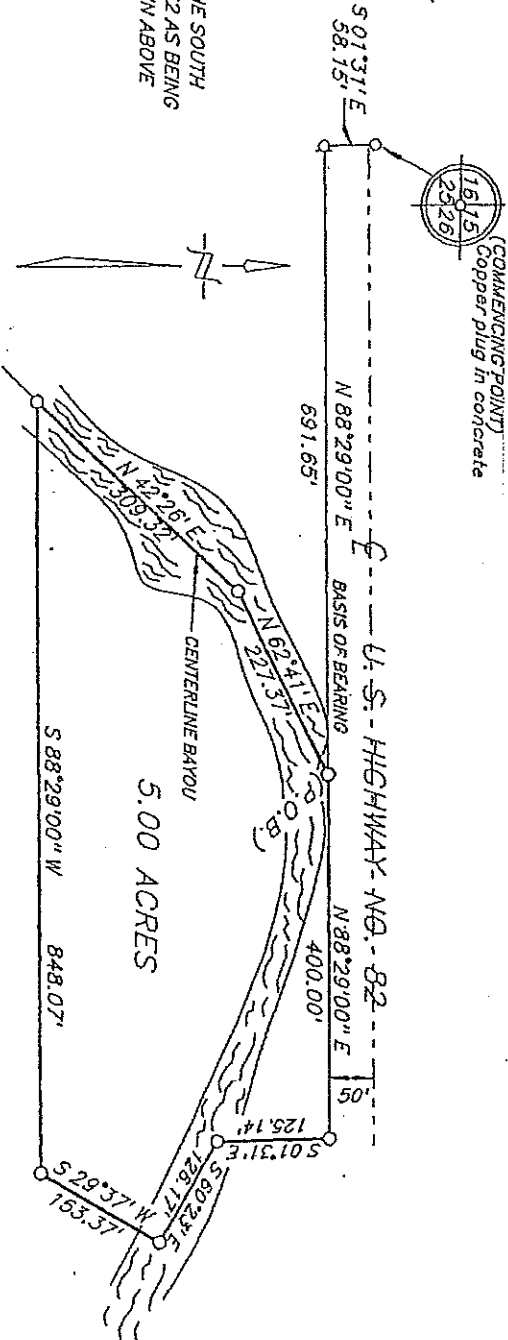 (COMMENCING POINT)
Copper plug in concrete
16 15
25 26
S 01°31' E
58.15'
HE SOUTH
2 AS BEING
N ABOVE
N
N 88°29'00" E
691.65'
BASIS OF BEARING
U. S. HIGHWAY NO. 82
N 88°29'00" E
400.00'
50'
(P.O.B.)
N 62°41' E
227.37'
N 42°26' E
309.32'
CENTERLINE BAYOU
5.00 ACRES
S 01°31' E
125.14'
S 60°23' E
126.17'
S 29°37' W
163.37'
S 88°29'00" W 848.07'